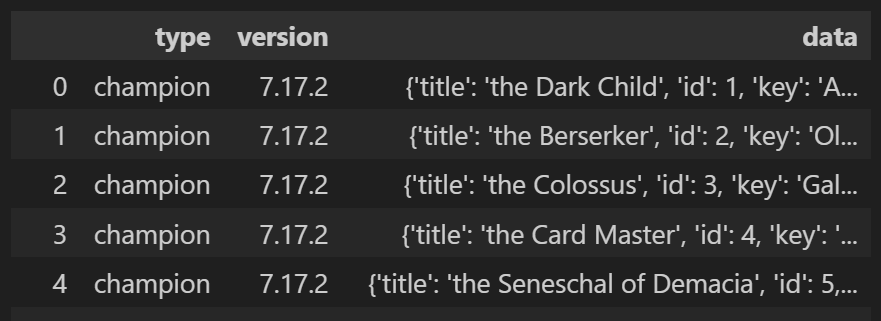 type version data
0 champion 7.17.2 {'title': 'the Dark Child', 'id': 1, 'key': 'A...
1 champion 7.17.2 {'title': 'the Berserker', 'id': 2, 'key': 'Ol...
2 champion 7.17.2 {'title': 'the Colossus', 'id': 3, 'key': 'Gal...
3 champion 7.17.2 {'title': 'the Card Master', 'id': 4, 'key': '...
4 champion 7.17.2 {'title': 'the Seneschal of Demacia', 'id': 5,...